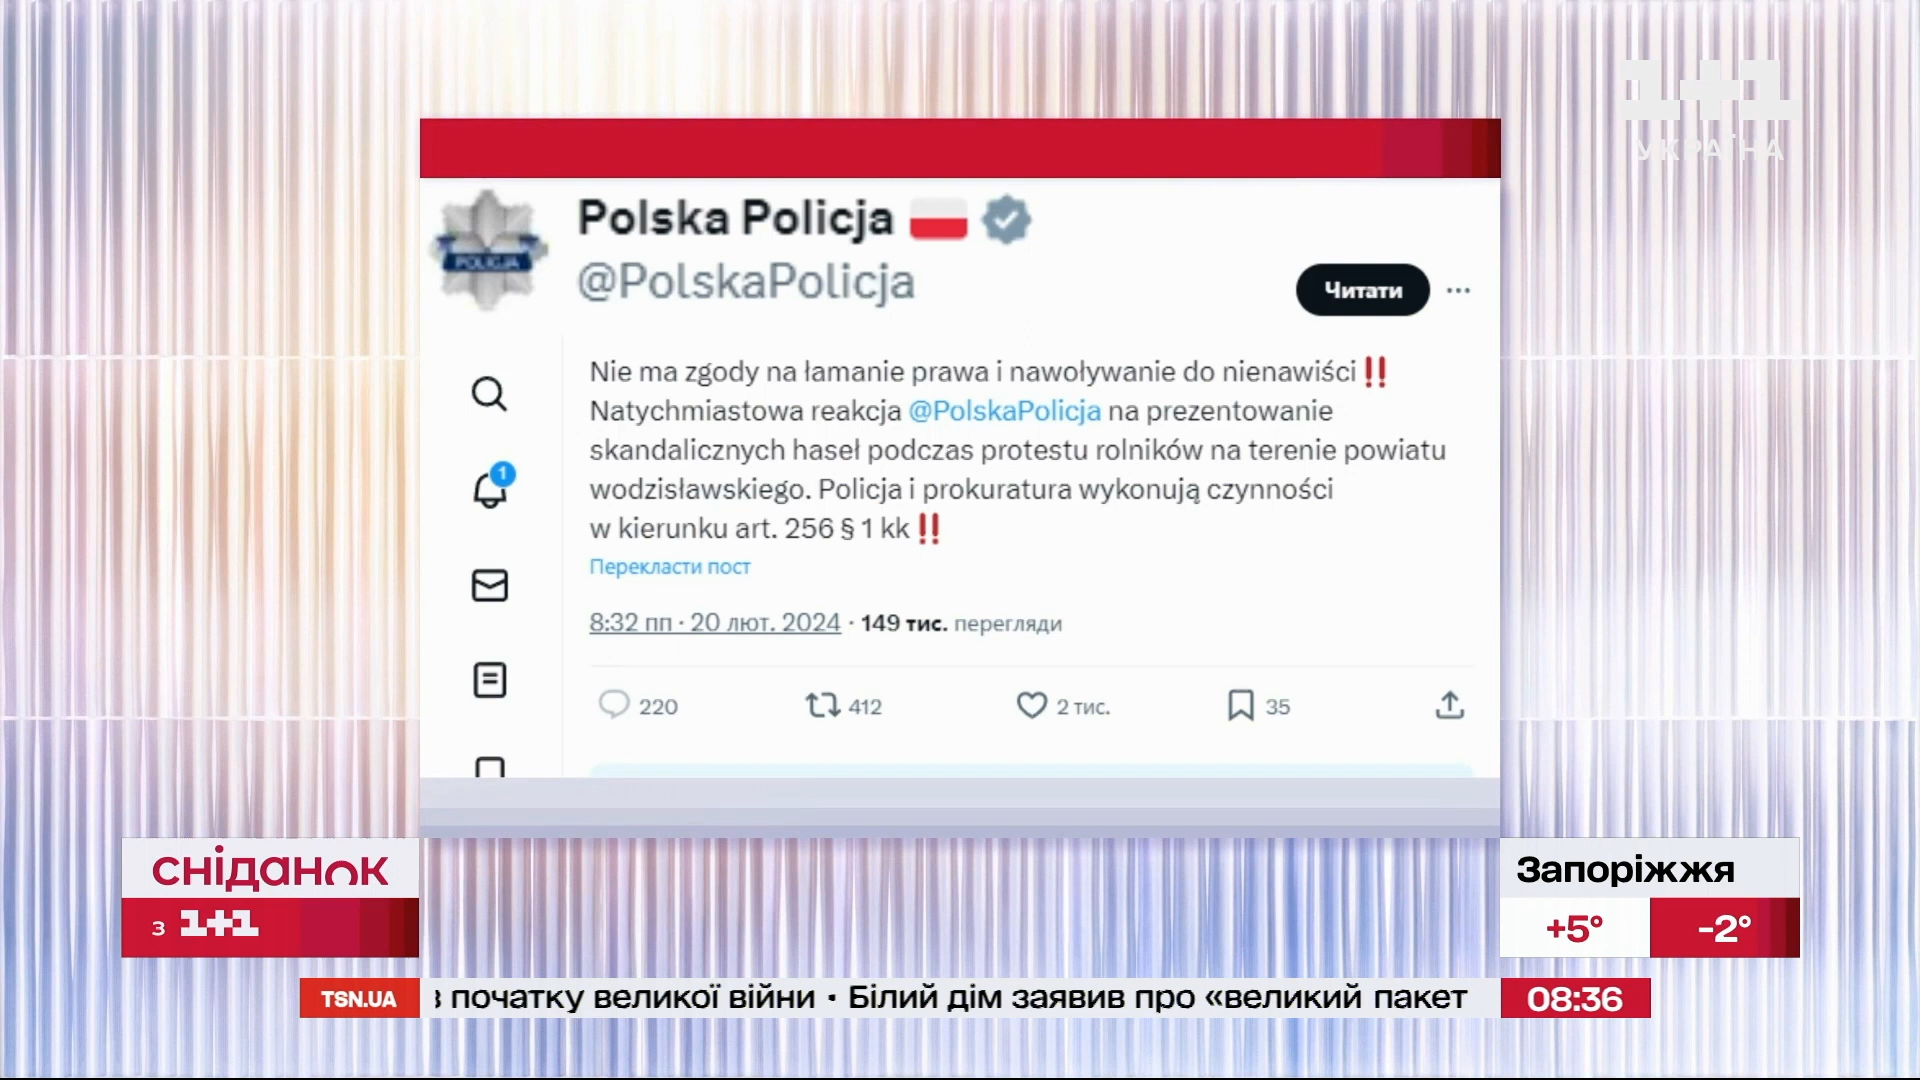 1+1
УКРАЇНА
Polska Policja
@PolskaPolicja
POLICJA
Читати
Nie ma zgody na łamanie prawa i nawoływanie do nienawiści‼
Natychmiastowa reakcja @PolskaPolicja na prezentowanie
skandalicznych haseł podczas protestu rolników na terenie powiatu
wodzisławskiego. Policja i prokuratura wykonują czynności
w kierunku art. 256 § 1 kk‼
1
Перекласти пост
8:32 пп · 20 лют. 2024 · 149 тис. перегляди
220 412 2 тис. 35
СНІДАНОК
з 1+1
Запоріжжя
+5° -2°
TSN.UA з початку великої війни · Білий дім заявив про «великий пакет 08:36